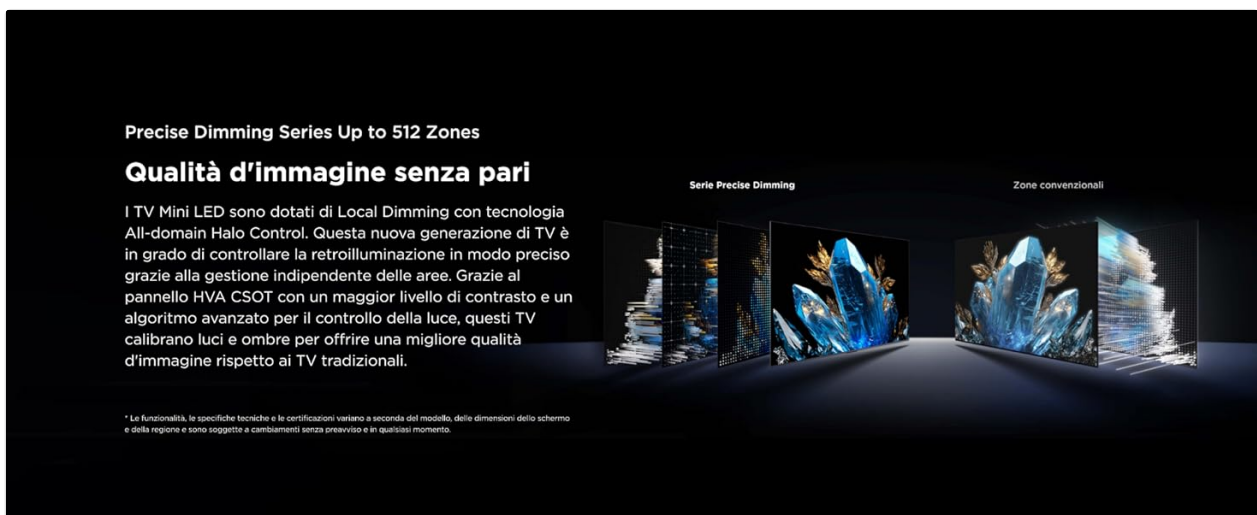 Precise Dimming Series Up to 512 Zones
Qualità d'immagine senza pari
I TV Mini LED sono dotati di Local Dimming con tecnologia
All-domain Halo Control. Questa nuova generazione di TV è
in grado di controllare la retroilluminazione in modo preciso
grazie alla gestione indipendente delle aree. Grazie al
pannello HVA CSOT con un maggior livello di contrasto e un
algoritmo avanzato per il controllo della luce, questi TV
calibrano luci e ombre per offrire una migliore qualità
d'immagine rispetto ai TV tradizionali.
* Le funzionalità, le specifiche tecniche e le certificazioni variano a seconda del modello, delle dimensioni dello schermo
e della regione e sono soggette a cambiamenti senza preavviso e in qualsiasi momento.
Serie Precise Dimming
Zone convenzionali